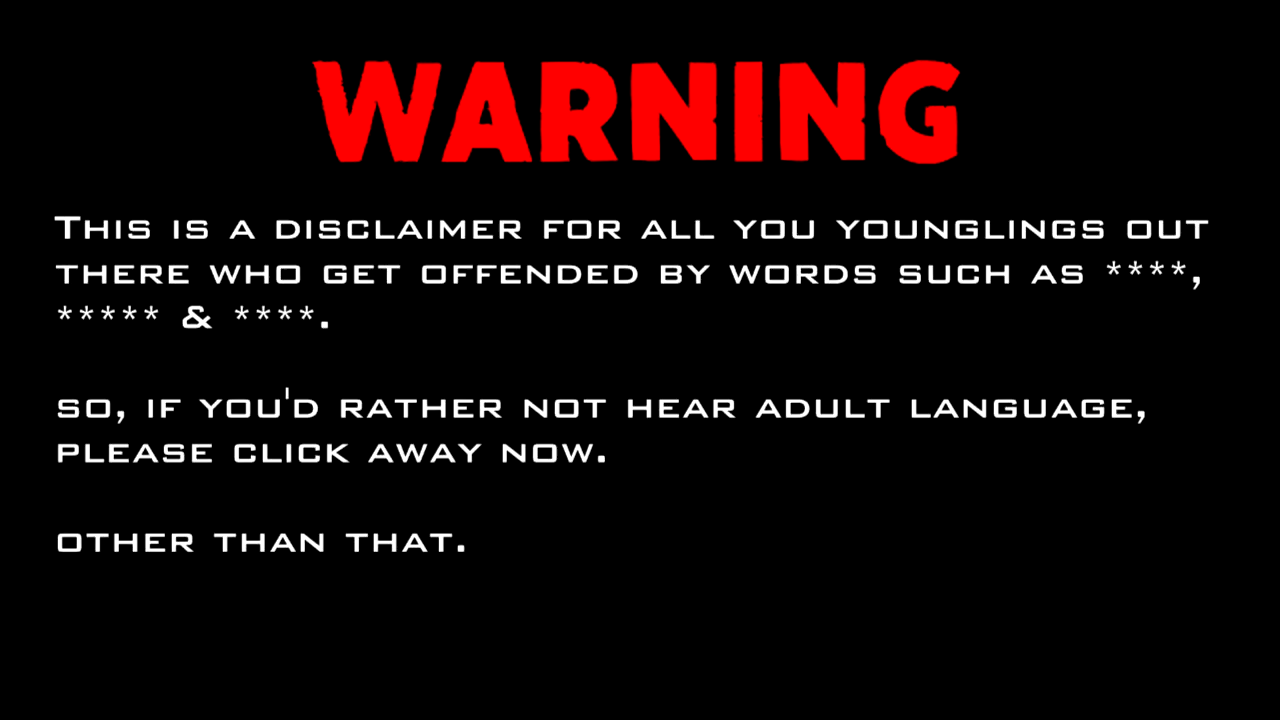 WARNING
THIS IS A DISCLAIMER FOR ALL YOU YOUNGLINGS OUT
THERE WHO GET OFFENDED BY WORDS SUCH AS ****,
***** & ****.
SO, IF YOU'D RATHER NOT HEAR ADULT LANGUAGE,
PLEASE CLICK AWAY NOW.
OTHER THAN THAT.